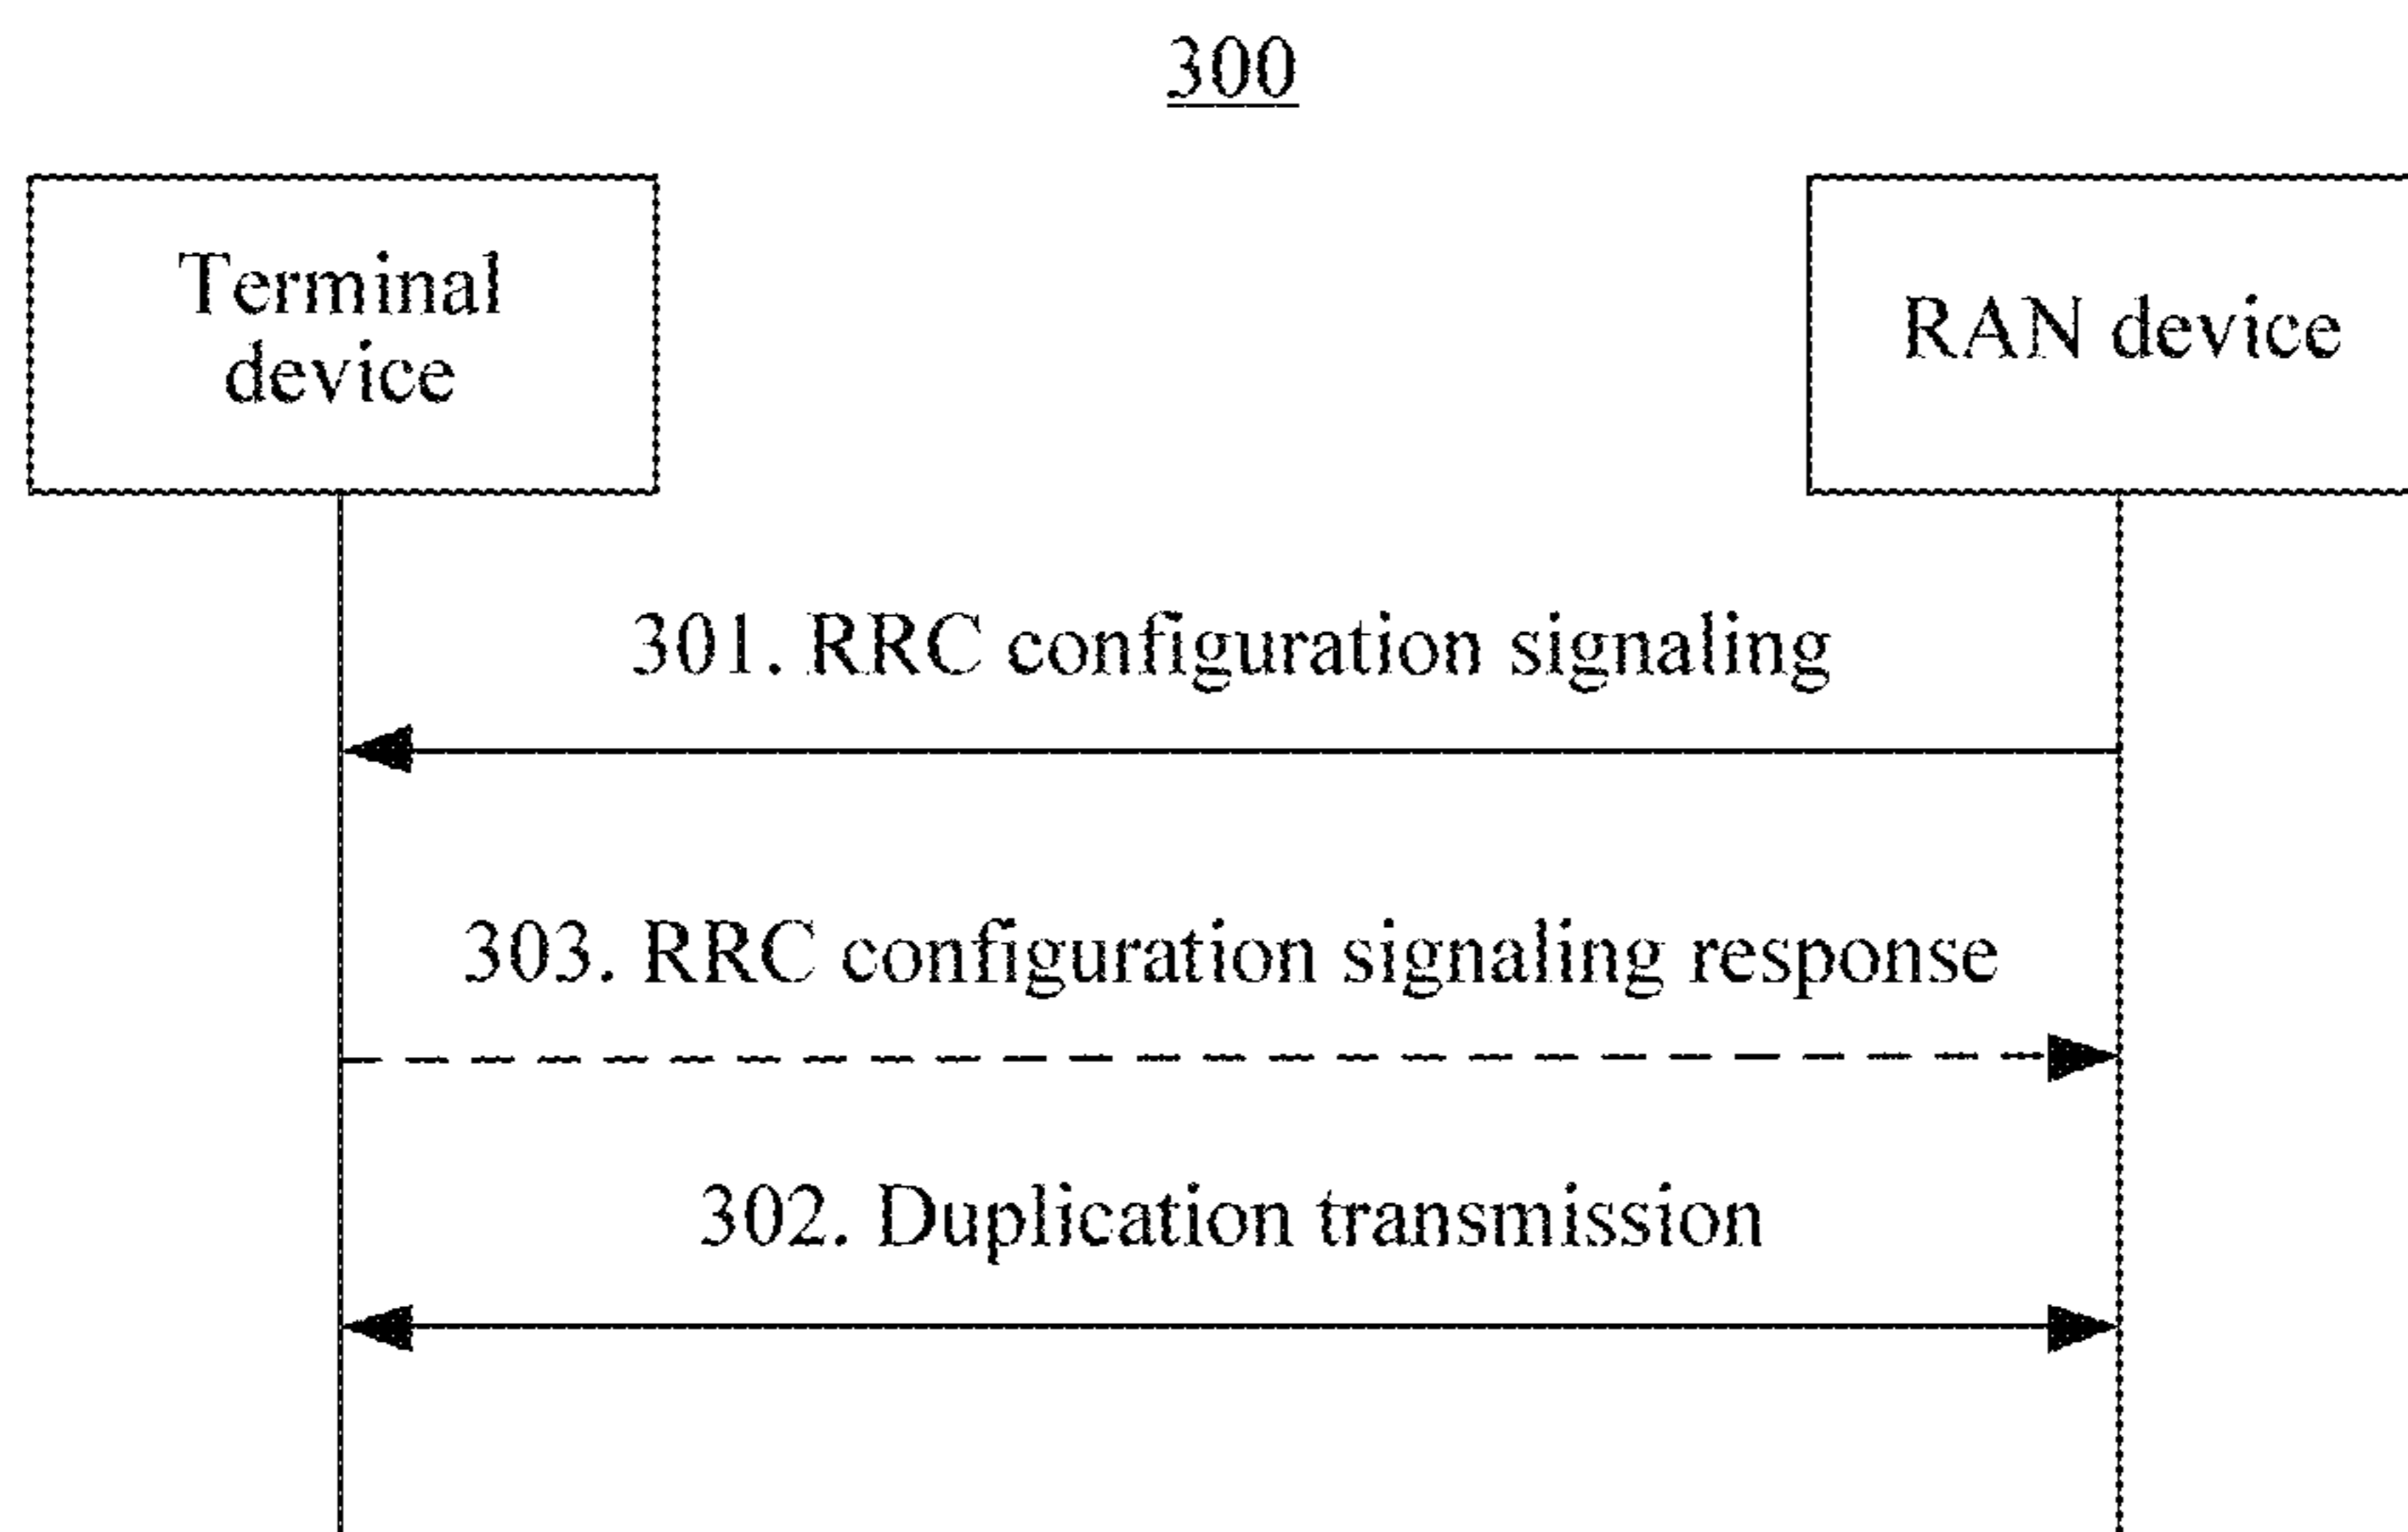 300
Terminal
device
RAN device
301. RRC configuration signaling
303. RRC configuration signaling response
302. Duplication transmission